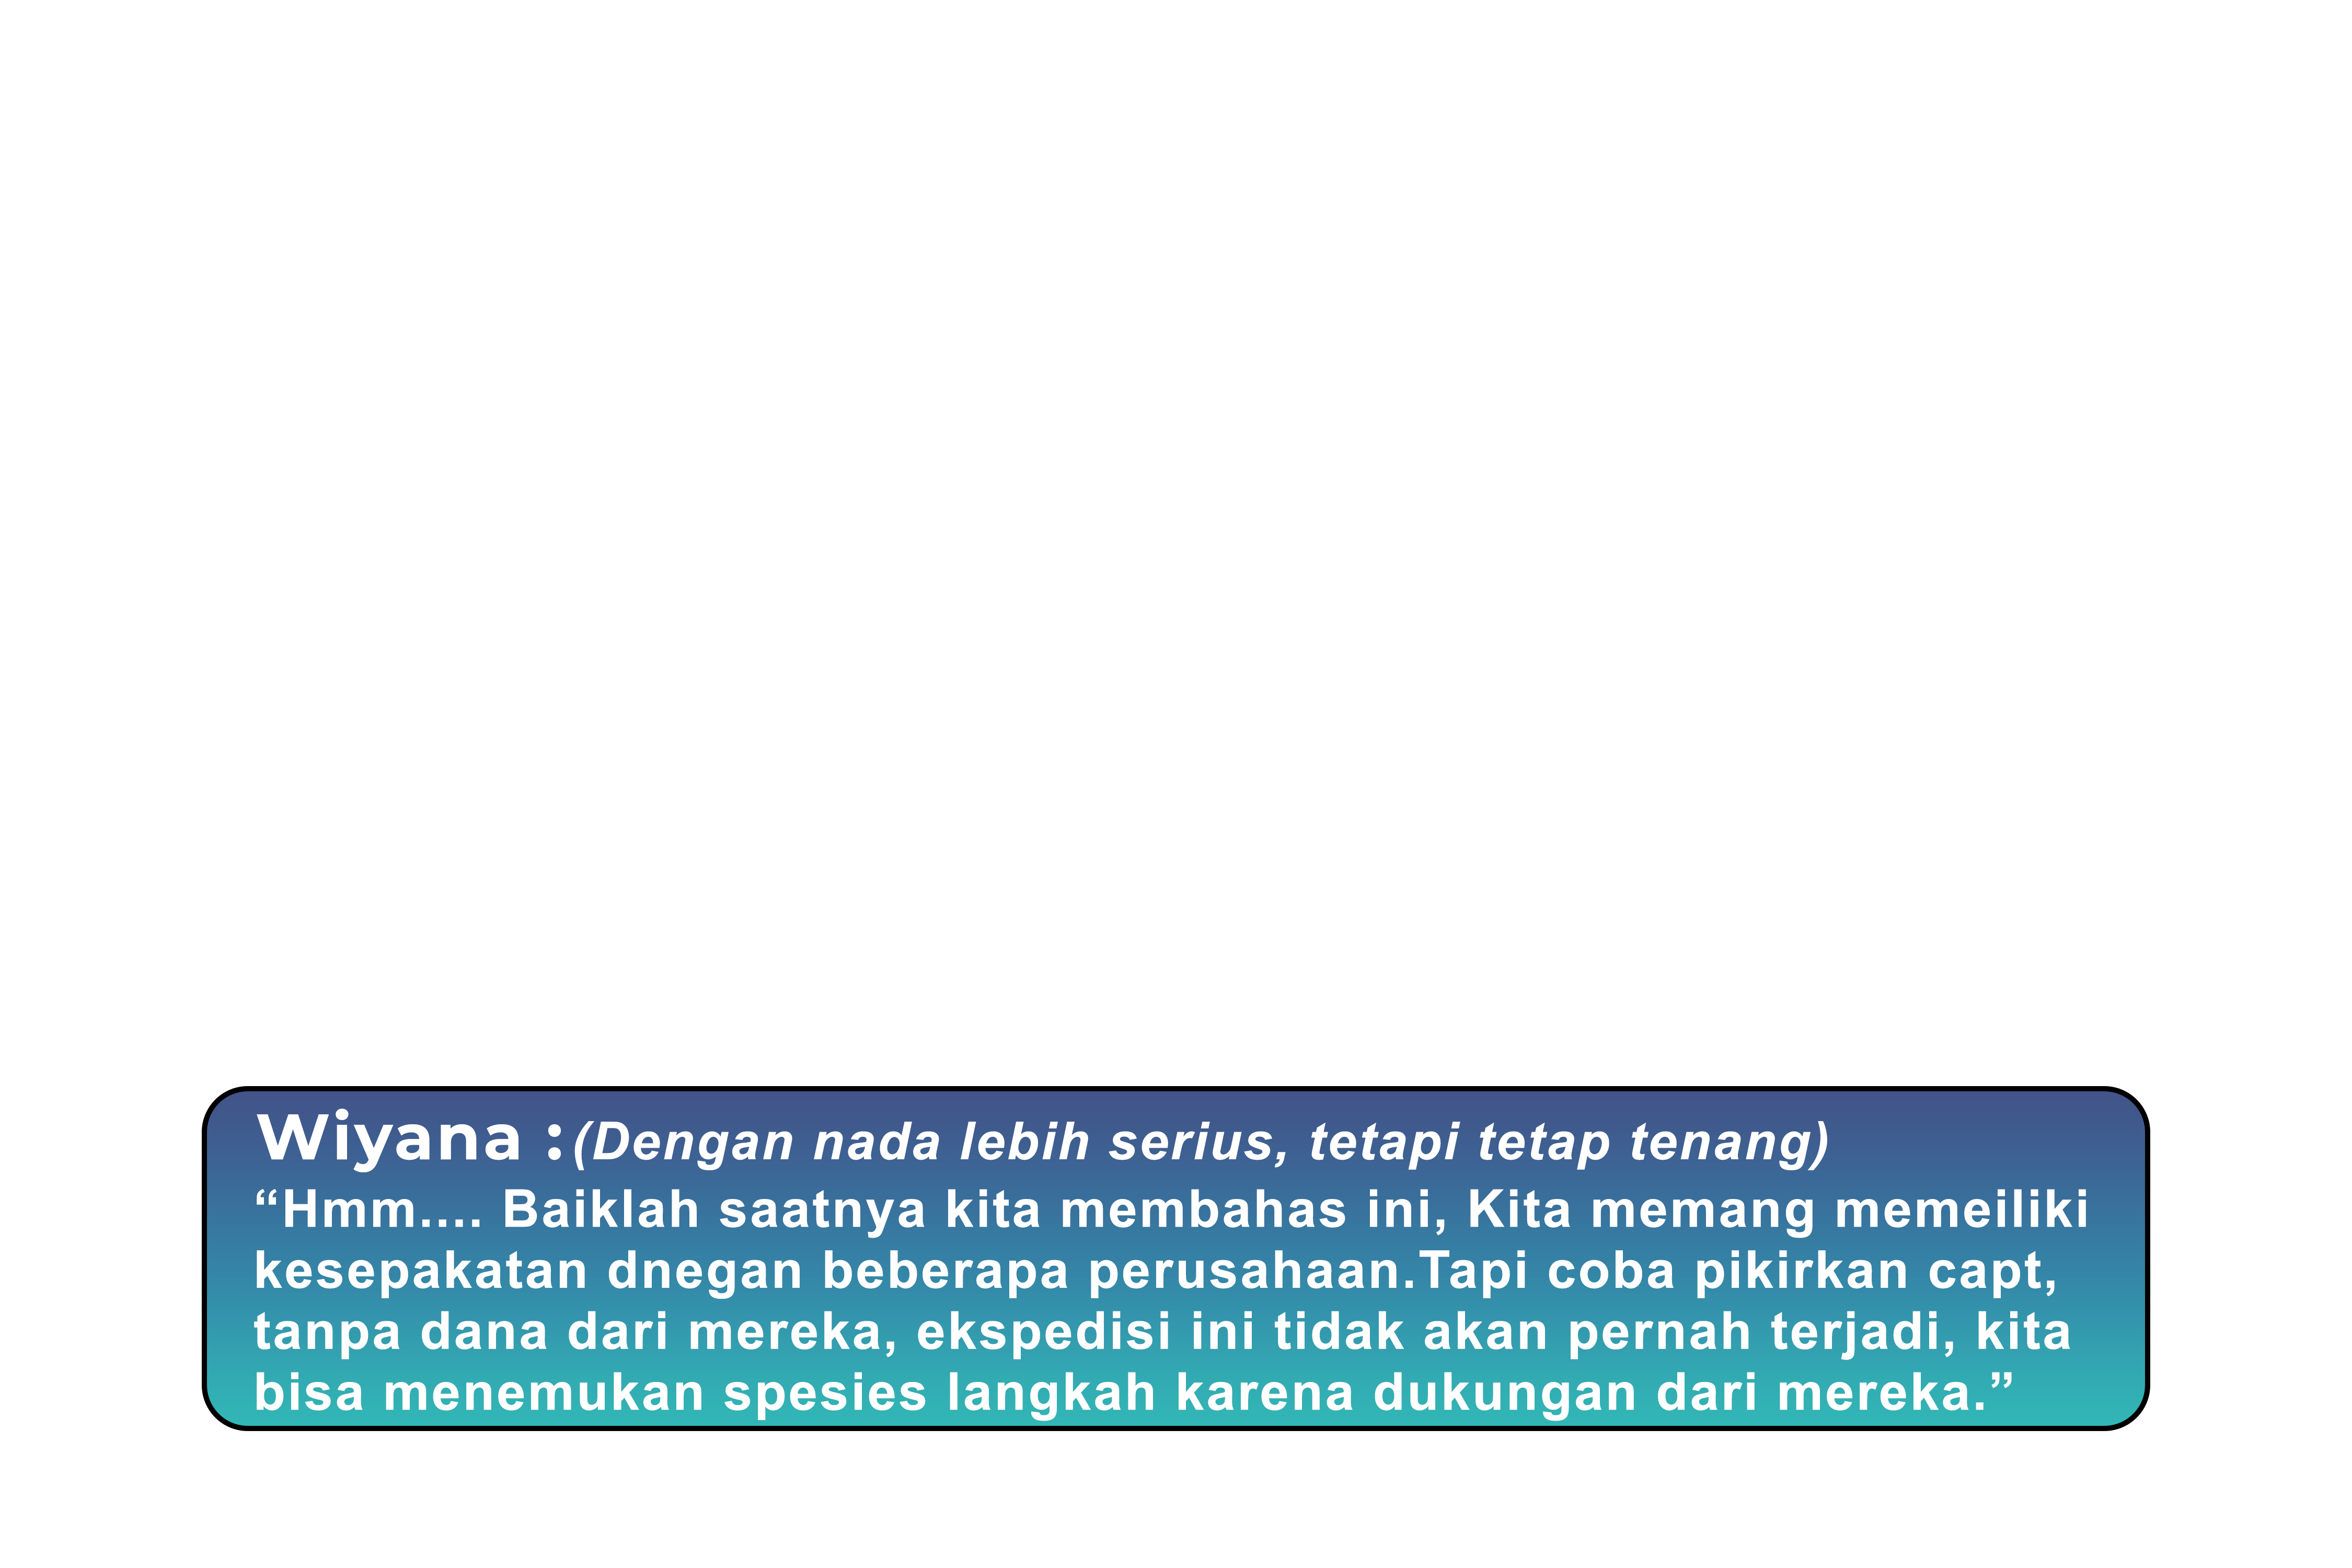 Wiyana :(Dengan nada lebih serius, tetapi tetap tenang)
“Hmm.... Baiklah saatnya kita membahas ini, Kita memang memeiliki
kesepakatan dnegan beberapa perusahaan.Tapi coba pikirkan capt,
tanpa dana dari mereka, ekspedisi ini tidak akan pernah terjadi, kita
bisa menemukan spesies langkah karena dukungan dari mereka.”